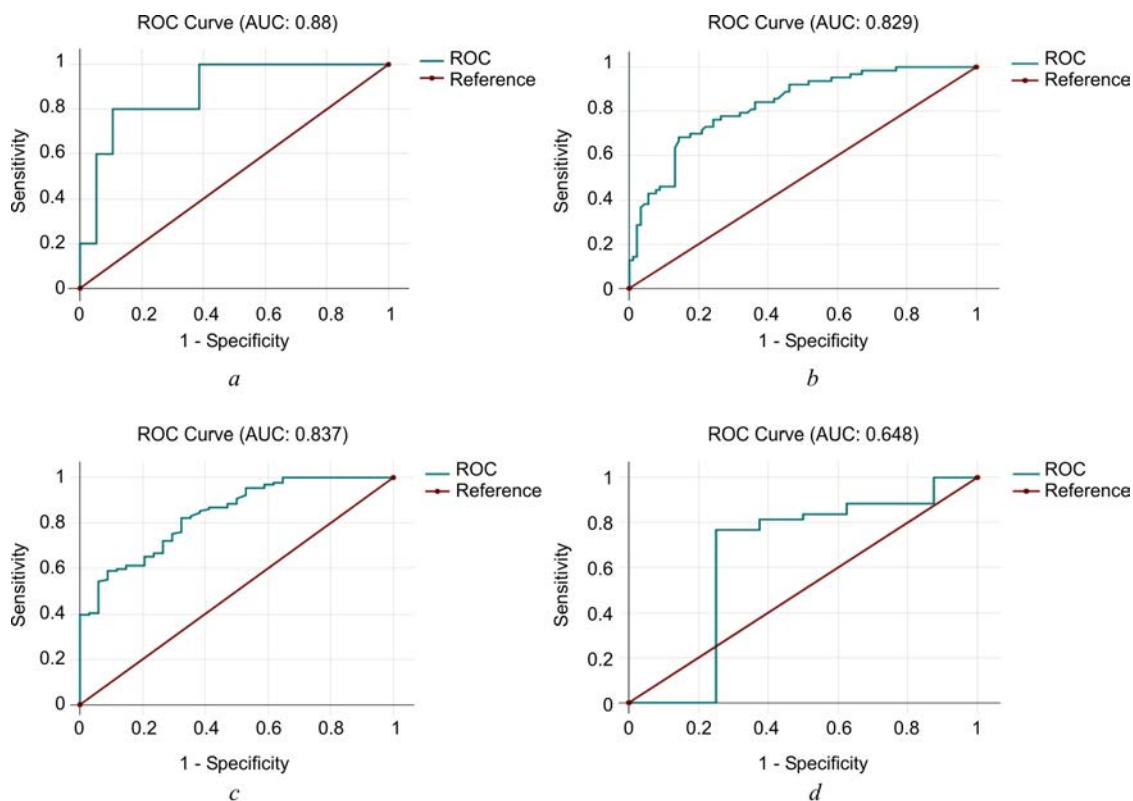 ROC Curve (AUC: 0.88)
1
0.8
0.6
0.4
0.2
0
Sensitivity
0 0.2 0.4 0.6 0.8 1
1 - Specificity
ROC
Reference
a
ROC Curve (AUC: 0.829)
1
0.8
0.6
0.4
0.2
0
Sensitivity
0 0.2 0.4 0.6 0.8 1
1 - Specificity
ROC
Reference
b
ROC Curve (AUC: 0.837)
1
0.8
0.6
0.4
0.2
0
Sensitivity
0 0.2 0.4 0.6 0.8 1
1 - Specificity
ROC
Reference
c
ROC Curve (AUC: 0.648)
1
0.8
0.6
0.4
0.2
0
Sensitivity
0.2 0.4 0.6 0.8 1
0
1 - Specificity
ROC
Reference
d